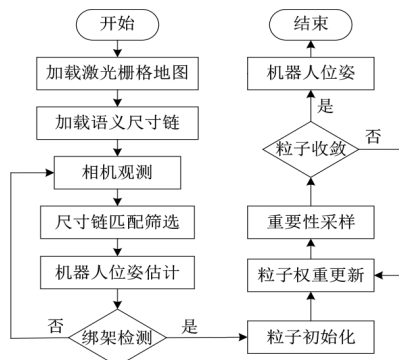 开始
加载激光栅格地图
加载语义尺寸链
相机观测
尺寸链匹配筛选
机器人位姿估计
绑架检测
否
是
粒子初始化
粒子权重更新
重要性采样
粒子收敛
否
是
机器人位姿
结束